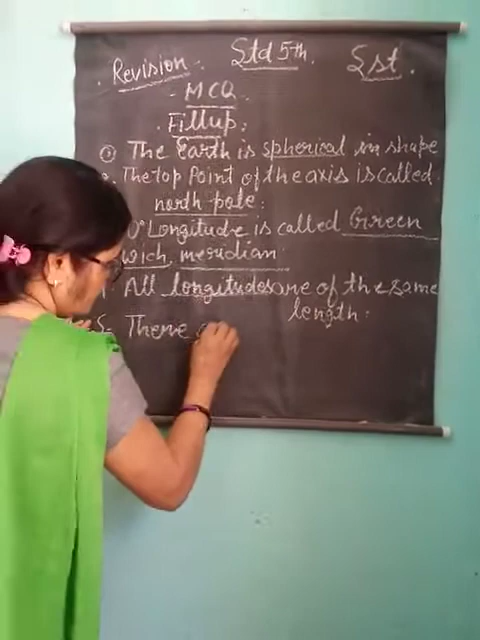 Revision. Std 5th. Sst.
- MCQ.
. Fillup:
① The Earth is spherical in shape
2. The top Point of the axis is called
north pole:
0° Longitude is called Green
wich, meridian
All longitudes are of the same
length:
5- There